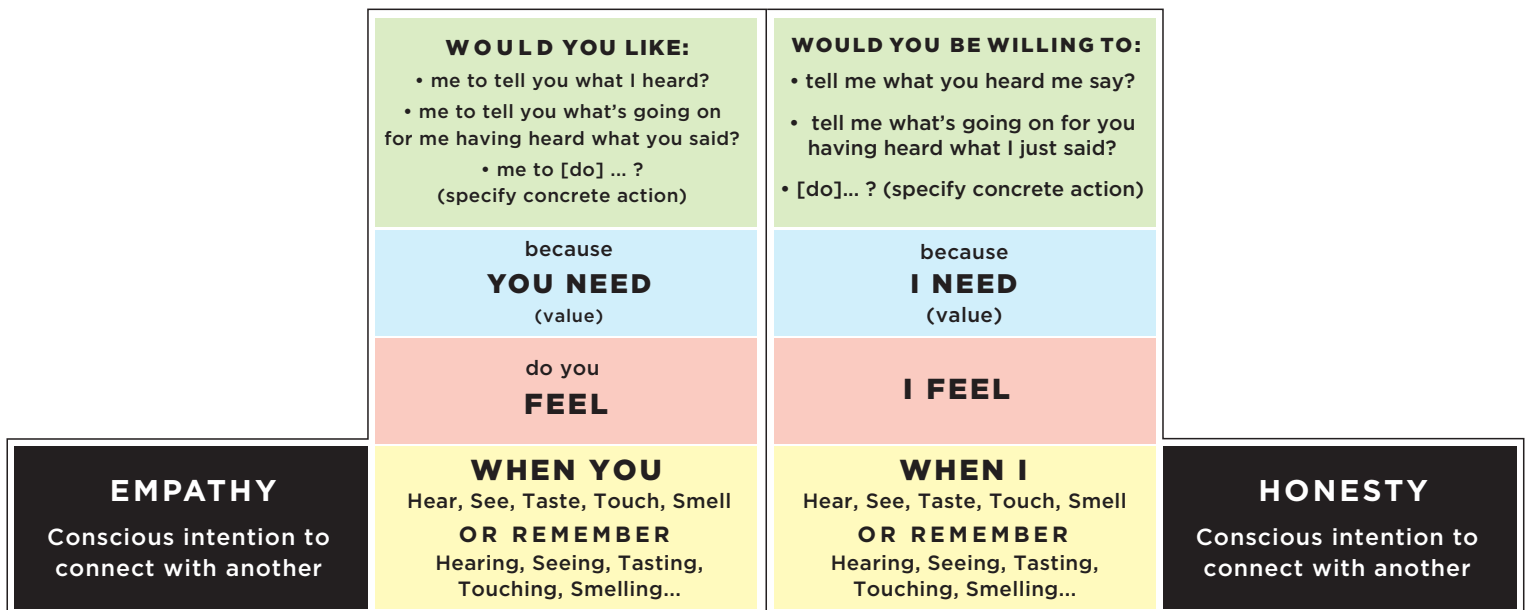 WOULD YOU LIKE:
• me to tell you what I heard?
• me to tell you what’s going on
for me having heard what you said?
• me to [do] ... ?
(specify concrete action)
because
YOU NEED
(value)
do you
FEEL
WHEN YOU
Hear, See, Taste, Touch, Smell
OR REMEMBER
Hearing, Seeing, Tasting,
Touching, Smelling...
WOULD YOU BE WILLING TO:
• tell me what you heard me say?
• tell me what’s going on for you
having heard what I just said?
• [do]... ? (specify concrete action)
because
I NEED
(value)
I FEEL
WHEN I
Hear, See, Taste, Touch, Smell
OR REMEMBER
Hearing, Seeing, Tasting,
Touching, Smelling...
EMPATHY
Conscious intention to
connect with another
HONESTY
Conscious intention to
connect with another